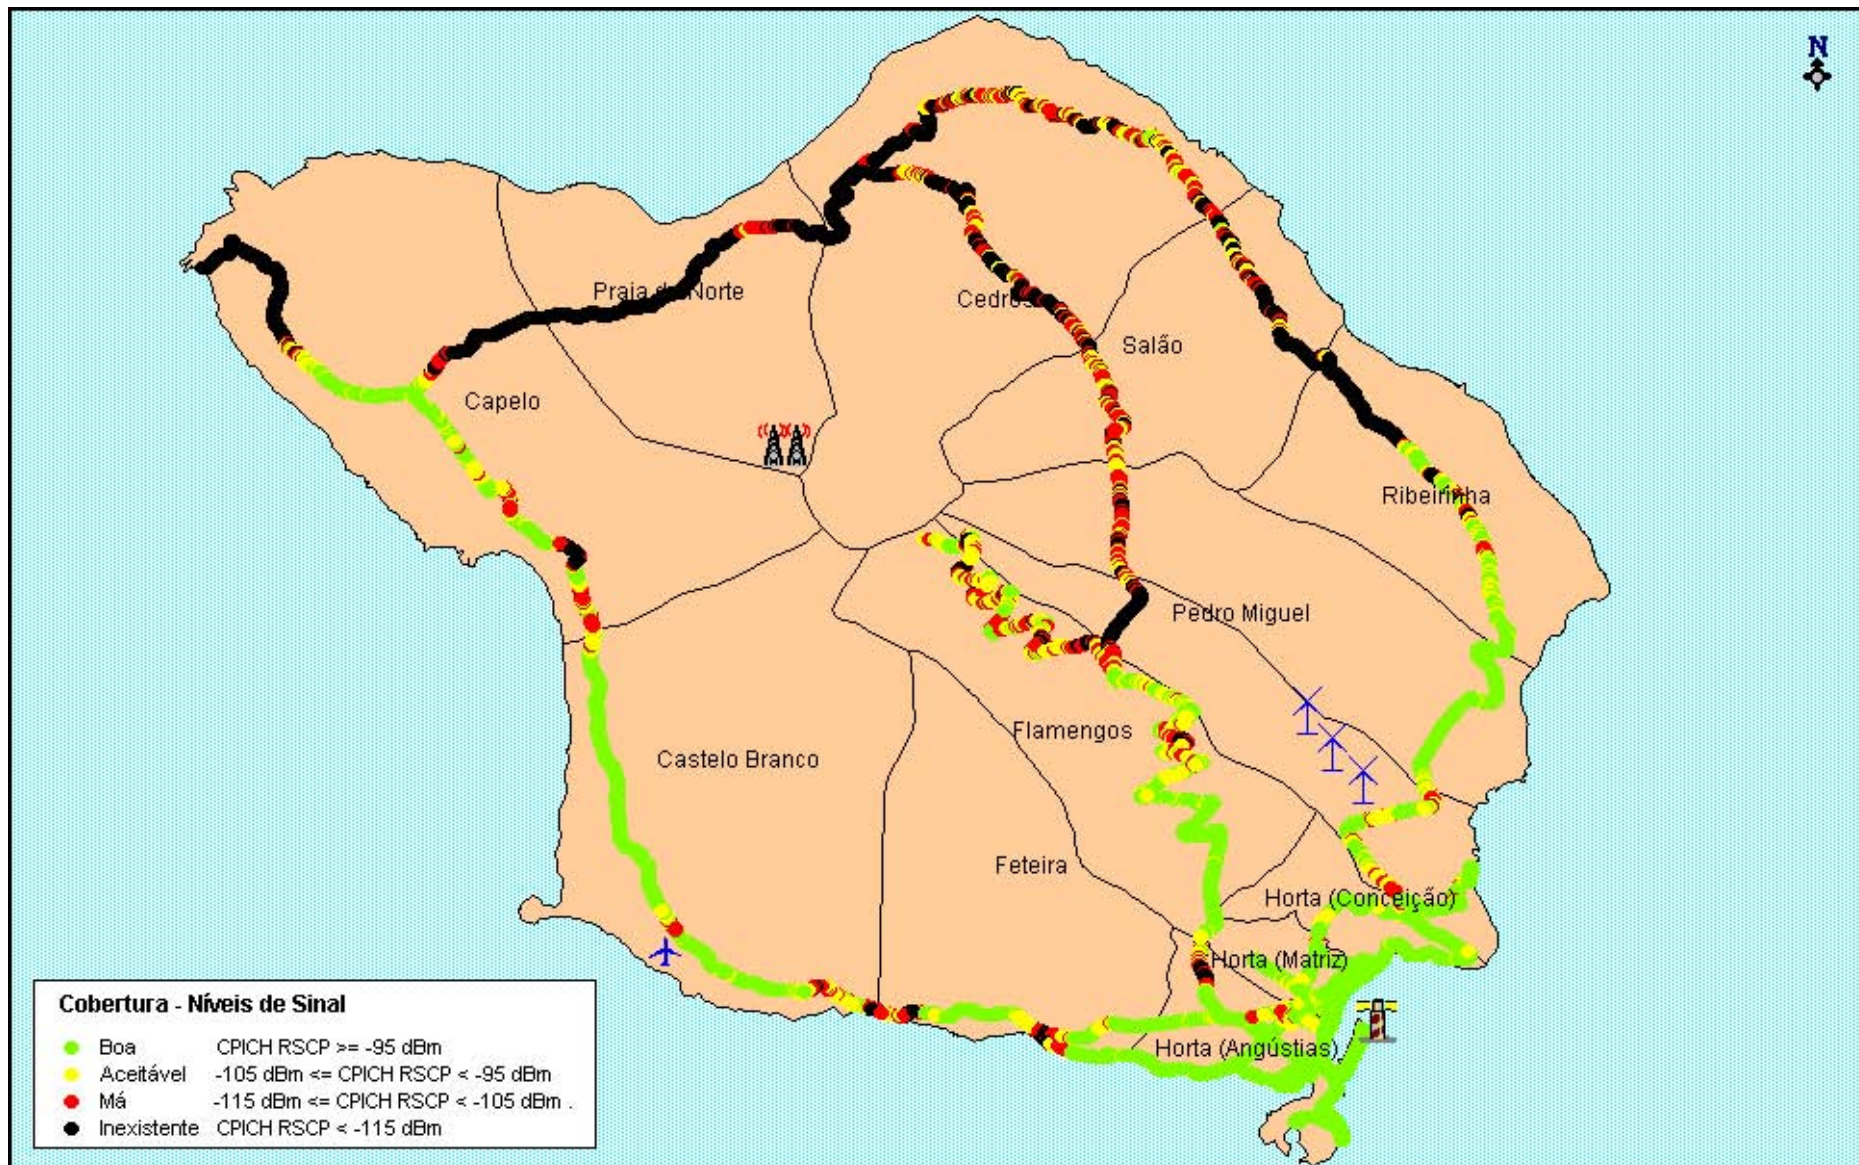 N
Praia do Norte
Cedros
Salão
Capelo
Ribeirinha
Pedro Miguel
Flamengos
Castelo Branco
Feteira
Horta (Conceição)
Horta (Matriz)
Horta (Angústias)
Cobertura - Níveis de Sinal
Boa CPICH RSCP >= -95 dBm
Aceitável -105 dBm <= CPICH RSCP < -95 dBm
Má -115 dBm <= CPICH RSCP < -105 dBm .
Inexistente CPICH RSCP < -115 dBm